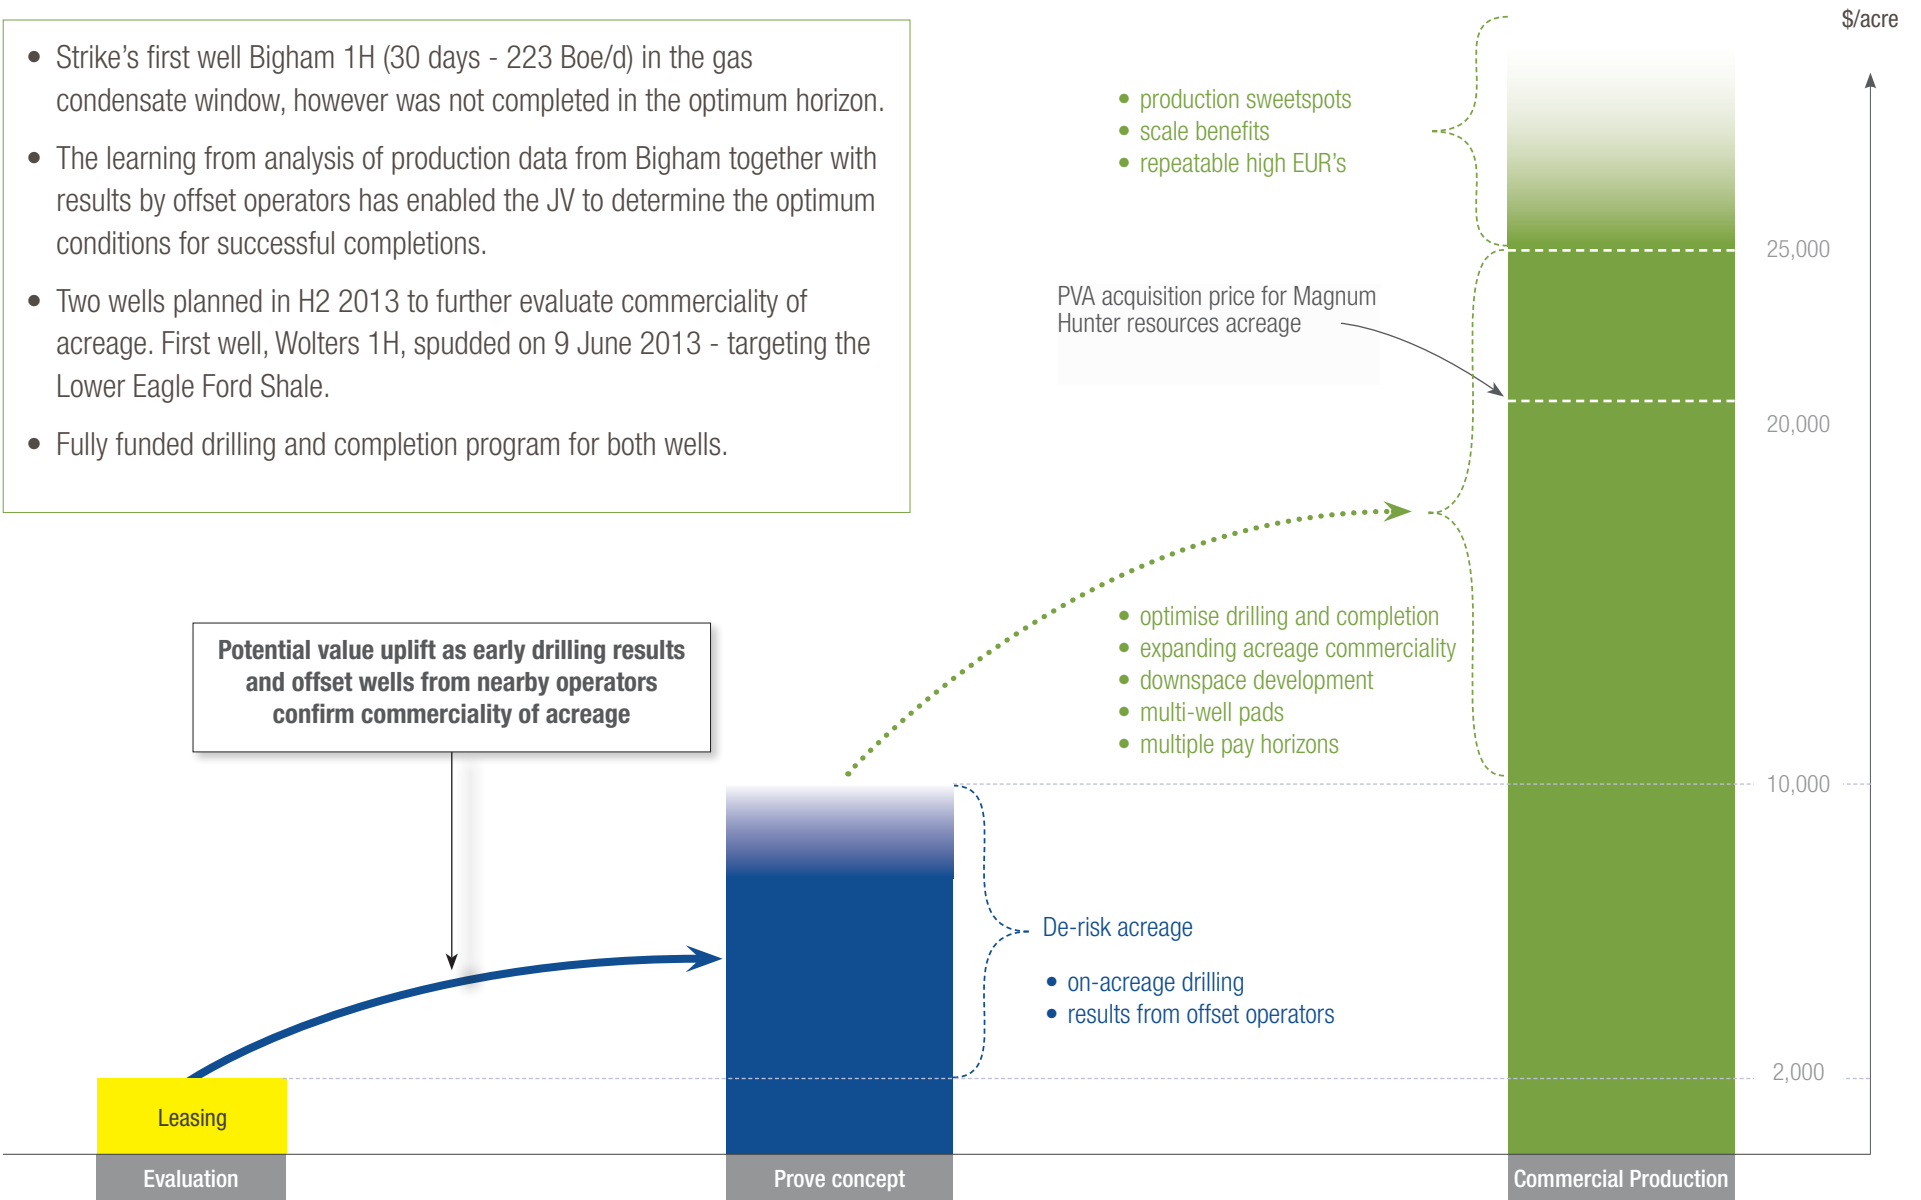 • Strike's first well Bigham 1H (30 days - 223 Boe/d) in the gas
condensate window, however was not completed in the optimum horizon.
• The learning from analysis of production data from Bigham together with
results by offset operators has enabled the JV to determine the optimum
conditions for successful completions.
• Two wells planned in H2 2013 to further evaluate commerciality of
acreage. First well, Wolters 1H, spudded on 9 June 2013 - targeting the
Lower Eagle Ford Shale.
• Fully funded drilling and completion program for both wells.
$/acre
• production sweetspots
• scale benefits
• repeatable high EUR's
25,000
PVA acquisition price for Magnum
Hunter resources acreage
20,000
• optimise drilling and completion
• expanding acreage commerciality
• downspace development
• multi-well pads
• multiple pay horizons
Potential value uplift as early drilling results
and offset wells from nearby operators
confirm commerciality of acreage
10,000
De-risk acreage
• on-acreage drilling
• results from offset operators
2,000
Leasing
Evaluation
Prove concept
Commercial Production